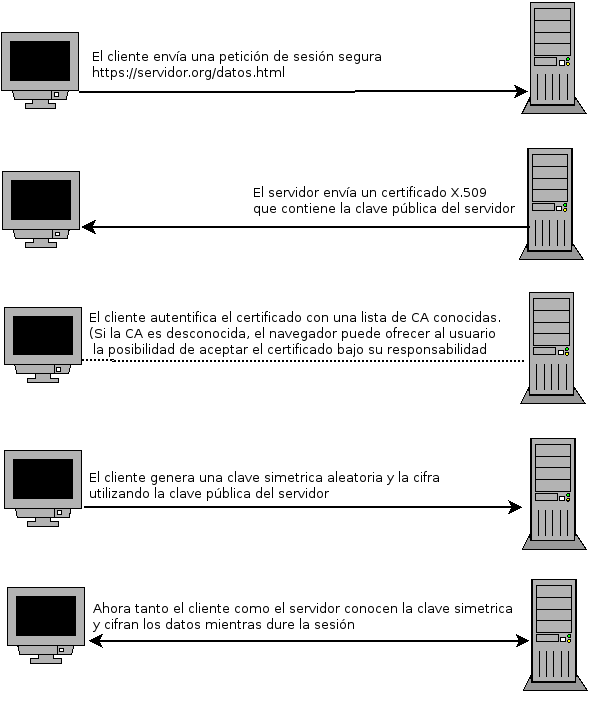 El cliente envía una petición de sesión segura
https://servidor.org/datos.html
El servidor envía un certificado X.509
que contiene la clave pública del servidor
El cliente autentifica el certificado con una lista de CA conocidas.
(Si la CA es desconocida, el navegador puede ofrecer al usuario
la posibilidad de aceptar el certificado bajo su responsabilidad
El cliente genera una clave simetrica aleatoria y la cifra
utilizando la clave pública del servidor
Ahora tanto el cliente como el servidor conocen la clave simetrica
y cifran los datos mientras dure la sesión